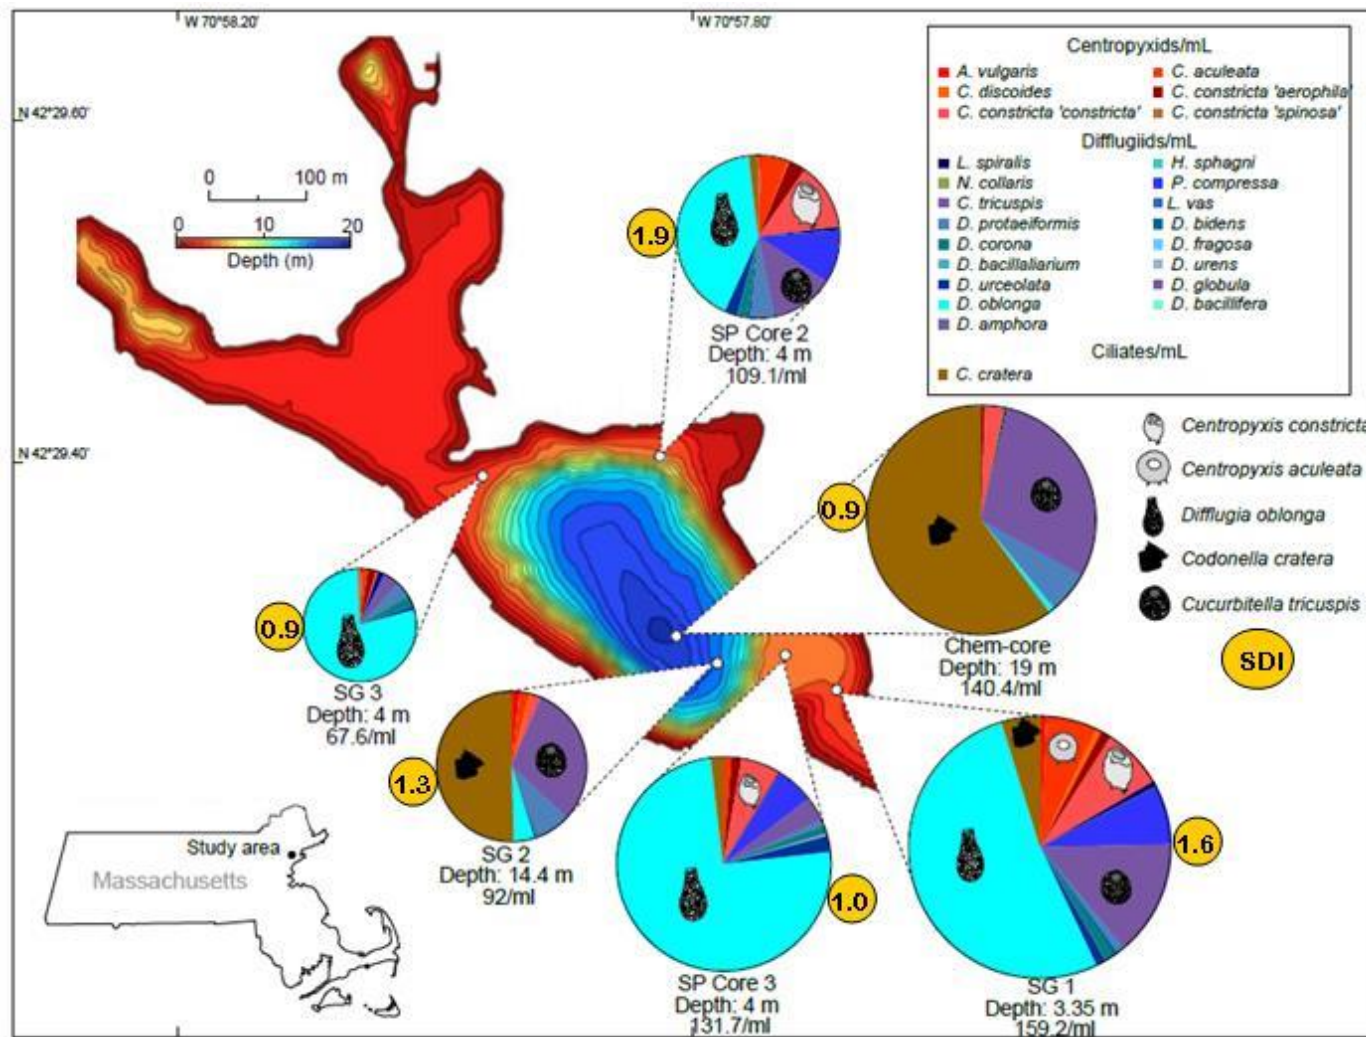 W 70°58.20'
W 70°57.80'
N 42°29.60'
N 42°29.40'
0 100 m
0 10 20
Depth (m)
Centropyxids/mL
A. vulgaris
C. aculeata
C. discoides
C. constricta 'aerophila'
C. constricta 'constricta'
C. constricta 'spinosa'
Difflugiids/mL
L. spiralis
H. sphagni
N. collaris
P. compressa
C. tricuspis
L. vas
D. protaeiformis
D. bidens
D. corona
D. fragosa
D. bacillaliarium
D. urens
D. urceolata
D. globula
D. oblonga
D. bacillifera
D. amphora
Ciliates/mL
C. cratera
Centropyxis constricta
Centropyxis aculeata
Difflugia oblonga
Codonella cratera
Cucurbitella tricuspis
SDI
1.9
SP Core 2
Depth: 4 m
109.1/ml
0.9
Chem-core
Depth: 19 m
140.4/ml
0.9
SG 3
Depth: 4 m
67.6/ml
1.3
SG 2
Depth: 14.4 m
92/ml
1.0
SP Core 3
Depth: 4 m
131.7/ml
1.6
SG 1
Depth: 3.35 m
159.2/ml
Study area
Massachusetts